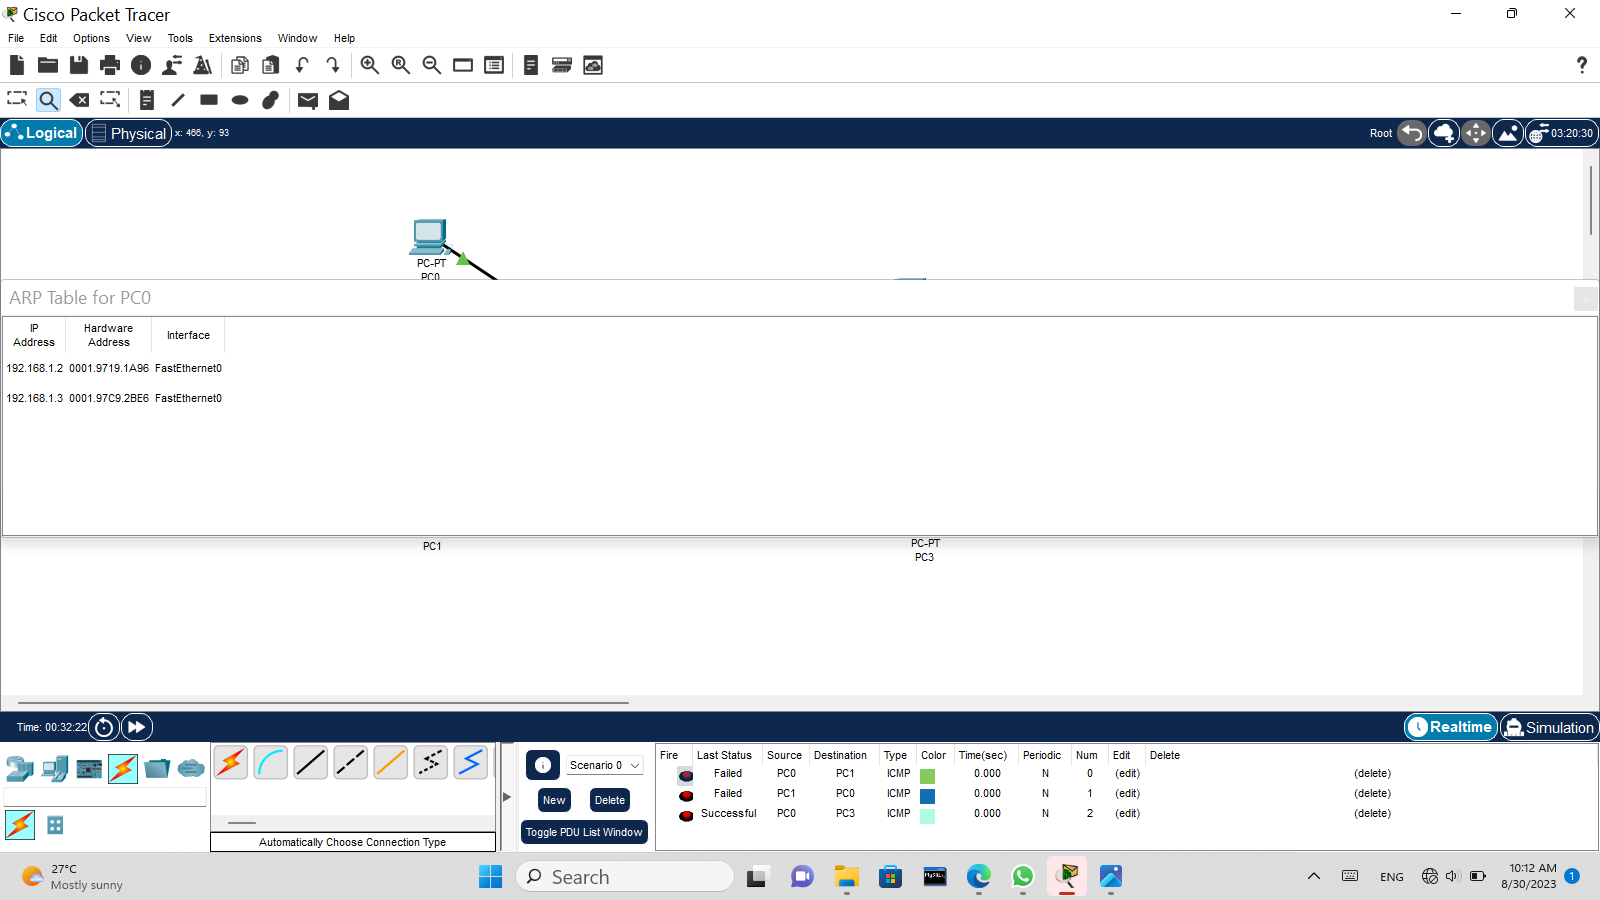 Cisco Packet Tracer
File Edit Options View Tools Extensions Window Help
?
Logical Physical x: 466, y: 93 Root 03:20:30
PC-PT
PC0
ARP Table for PC0
IP Address Hardware Address Interface
192.168.1.2 0001.9719.1A96 FastEthernet0
192.168.1.3 0001.97C9.2BE6 FastEthernet0
PC1
PC-PT
PC3
Time: 00:32:22 Realtime Simulation
Fire Last Status Source Destination Type Color Time(sec) Periodic Num Edit Delete
Scenario 0
Failed PC0 PC1 ICMP 0.000 N 0 (edit) (delete)
Failed PC1 PC0 ICMP 0.000 N 1 (edit) (delete)
New Delete
Successful PC0 PC3 ICMP 0.000 N 2 (edit) (delete)
Toggle PDU List Window
Automatically Choose Connection Type
27°C
Mostly sunny
Search
ENG
10:12 AM
8/30/2023
1